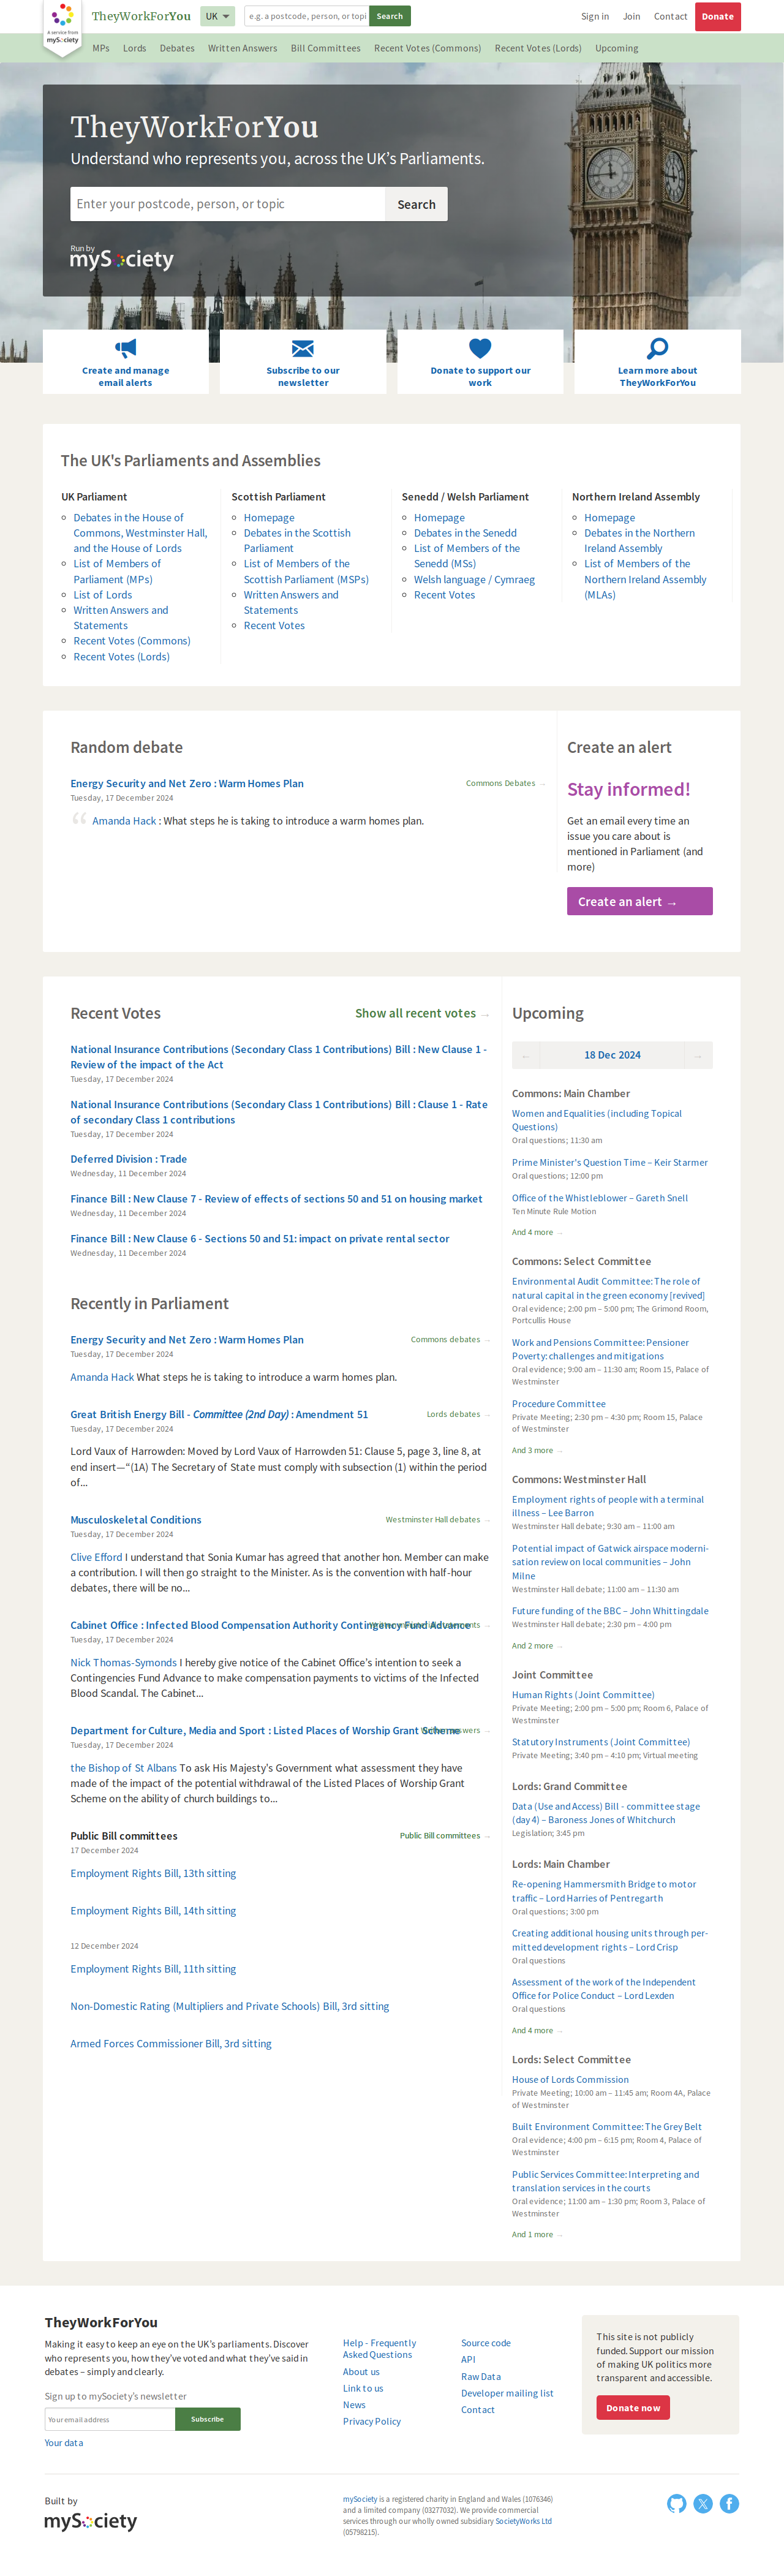 A service from
mySociety
TheyWorkForYou
UK
e.g. a postcode, person, or topi
Search
Sign in
Join
Contact
Donate
MPs
Lords
Debates
Written Answers
Bill Committees
Recent Votes (Commons)
Recent Votes (Lords)
Upcoming
TheyWorkForYou
Understand who represents you, across the UK’s Parliaments.
Enter your postcode, person, or topic
Search
Run by
mySociety
Create and manage
email alerts
Subscribe to our
newsletter
Donate to support our
work
Learn more about
TheyWorkForYou
The UK's Parliaments and Assemblies
UK Parliament
Debates in the House of
Commons, Westminster Hall,
and the House of Lords
List of Members of
Parliament (MPs)
List of Lords
Written Answers and
Statements
Recent Votes (Commons)
Recent Votes (Lords)
Scottish Parliament
Homepage
Debates in the Scottish
Parliament
List of Members of the
Scottish Parliament (MSPs)
Written Answers and
Statements
Recent Votes
Senedd / Welsh Parliament
Homepage
Debates in the Senedd
List of Members of the
Senedd (MSs)
Welsh language / Cymraeg
Recent Votes
Northern Ireland Assembly
Homepage
Debates in the Northern
Ireland Assembly
List of Members of the
Northern Ireland Assembly
(MLAs)
Random debate
Energy Security and Net Zero : Warm Homes Plan
Commons Debates →
Tuesday, 17 December 2024
“ Amanda Hack : What steps he is taking to introduce a warm homes plan.
Create an alert
Stay informed!
Get an email every time an
issue you care about is
mentioned in Parliament (and
more)
Create an alert →
Recent Votes
Show all recent votes →
National Insurance Contributions (Secondary Class 1 Contributions) Bill : New Clause 1 -
Review of the impact of the Act
Tuesday, 17 December 2024
National Insurance Contributions (Secondary Class 1 Contributions) Bill : Clause 1 - Rate
of secondary Class 1 contributions
Tuesday, 17 December 2024
Deferred Division : Trade
Wednesday, 11 December 2024
Finance Bill : New Clause 7 - Review of effects of sections 50 and 51 on housing market
Wednesday, 11 December 2024
Finance Bill : New Clause 6 - Sections 50 and 51: impact on private rental sector
Wednesday, 11 December 2024
Recently in Parliament
Energy Security and Net Zero : Warm Homes Plan
Commons debates →
Tuesday, 17 December 2024
Amanda Hack What steps he is taking to introduce a warm homes plan.
Great British Energy Bill - Committee (2nd Day) : Amendment 51
Lords debates →
Tuesday, 17 December 2024
Lord Vaux of Harrowden: Moved by Lord Vaux of Harrowden 51: Clause 5, page 3, line 8, at
end insert—“(1A) The Secretary of State must comply with subsection (1) within the period
of...
Musculoskeletal Conditions
Westminster Hall debates →
Tuesday, 17 December 2024
Clive Efford I understand that Sonia Kumar has agreed that another hon. Member can make
a contribution. I will then go straight to the Minister. As is the convention with half-hour
debates, there will be no...
Cabinet Office : Infected Blood Compensation Authority Contingency Fund Advance
Tuesday, 17 December 2024
Nick Thomas-Symonds I hereby give notice of the Cabinet Office’s intention to seek a
Contingencies Fund Advance to make compensation payments to victims of the Infected
Blood Scandal. The Cabinet...
Department for Culture, Media and Sport : Listed Places of Worship Grant Scheme
Tuesday, 17 December 2024
the Bishop of St Albans To ask His Majesty’s Government what assessment they have
made of the impact of the potential withdrawal of the Listed Places of Worship Grant
Scheme on the ability of church buildings to...
Public Bill committees
Public Bill committees →
17 December 2024
Employment Rights Bill, 13th sitting
Employment Rights Bill, 14th sitting
12 December 2024
Employment Rights Bill, 11th sitting
Non-Domestic Rating (Multipliers and Private Schools) Bill, 3rd sitting
Armed Forces Commissioner Bill, 3rd sitting
Upcoming
← 18 Dec 2024 →
Commons: Main Chamber
Women and Equalities (including Topical
Questions)
Oral questions; 11:30 am
Prime Minister's Question Time – Keir Starmer
Oral questions; 12:00 pm
Office of the Whistleblower – Gareth Snell
Ten Minute Rule Motion
And 4 more →
Commons: Select Committee
Environmental Audit Committee: The role of
natural capital in the green economy [revived]
Oral evidence; 2:00 pm – 5:00 pm; The Grimond Room,
Portcullis House
Work and Pensions Committee: Pensioner
Poverty: challenges and mitigations
Oral evidence; 9:00 am – 11:30 am; Room 15, Palace of
Westminster
Procedure Committee
Private Meeting; 2:30 pm – 4:30 pm; Room 15, Palace
of Westminster
And 3 more →
Commons: Westminster Hall
Employment rights of people with a terminal
illness – Lee Barron
Westminster Hall debate; 9:30 am – 11:00 am
Potential impact of Gatwick airspace moderni-
sation review on local communities – John
Milne
Westminster Hall debate; 11:00 am – 11:30 am
Future funding of the BBC – John Whittingdale
Westminster Hall debate; 2:30 pm – 4:00 pm
And 2 more →
Joint Committee
Human Rights (Joint Committee)
Private Meeting; 2:00 pm – 5:00 pm; Room 6, Palace of
Westminster
Statutory Instruments (Joint Committee)
Private Meeting; 3:40 pm – 4:10 pm; Virtual meeting
Lords: Grand Committee
Data (Use and Access) Bill - committee stage
(day 4) – Baroness Jones of Whitchurch
Legislation; 3:45 pm
Lords: Main Chamber
Re-opening Hammersmith Bridge to motor
traffic – Lord Harries of Pentregarth
Oral questions; 3:00 pm
Creating additional housing units through per-
mitted development rights – Lord Crisp
Oral questions
Assessment of the work of the Independent
Office for Police Conduct – Lord Lexden
Oral questions
And 4 more →
Lords: Select Committee
House of Lords Commission
Private Meeting; 10:00 am – 11:45 am; Room 4A, Palace
of Westminster
Built Environment Committee: The Grey Belt
Oral evidence; 4:00 pm – 6:15 pm; Room 4, Palace of
Westminster
Public Services Committee: Interpreting and
translation services in the courts
Oral evidence; 11:00 am – 1:30 pm; Room 3, Palace of
Westminster
And 1 more →
TheyWorkForYou
Making it easy to keep an eye on the UK’s parliaments. Discover
who represents you, how they’ve voted and what they’ve said in
debates – simply and clearly.
Sign up to mySociety’s newsletter
Your email address
Subscribe
Your data
Help - Frequently
Asked Questions
About us
Link to us
News
Privacy Policy
Source code
API
Raw Data
Developer mailing list
Contact
This site is not publicly
funded. Support our mission
of making UK politics more
transparent and accessible.
Donate now
Built by
mySociety
mySociety is a registered charity in England and Wales (1076346)
and a limited company (03277032). We provide commercial
services through our wholly owned subsidiary SocietyWorks Ltd
(05798215).